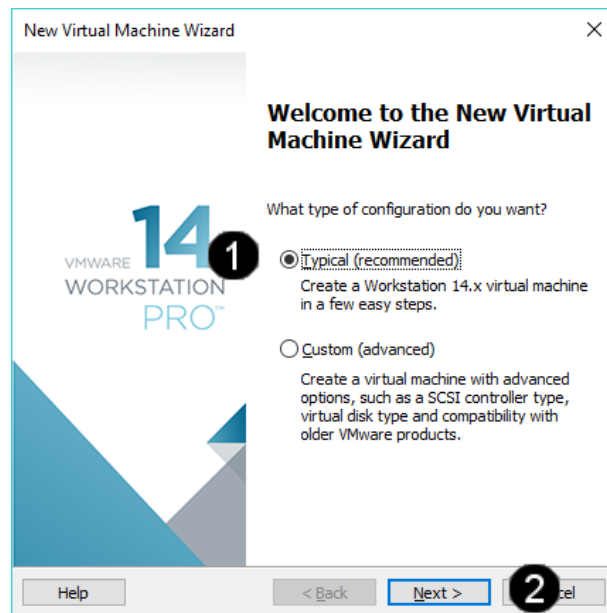 New Virtual Machine Wizard
Welcome to the New Virtual
Machine Wizard
What type of configuration do you want?
VMWARE 14
WORKSTATION
PRO™
1
Typical (recommended)
Create a Workstation 14.x virtual machine
in a few easy steps.
Custom (advanced)
Create a virtual machine with advanced
options, such as a SCSI controller type,
virtual disk type and compatibility with
older VMware products.
Help
< Back
Next >
2